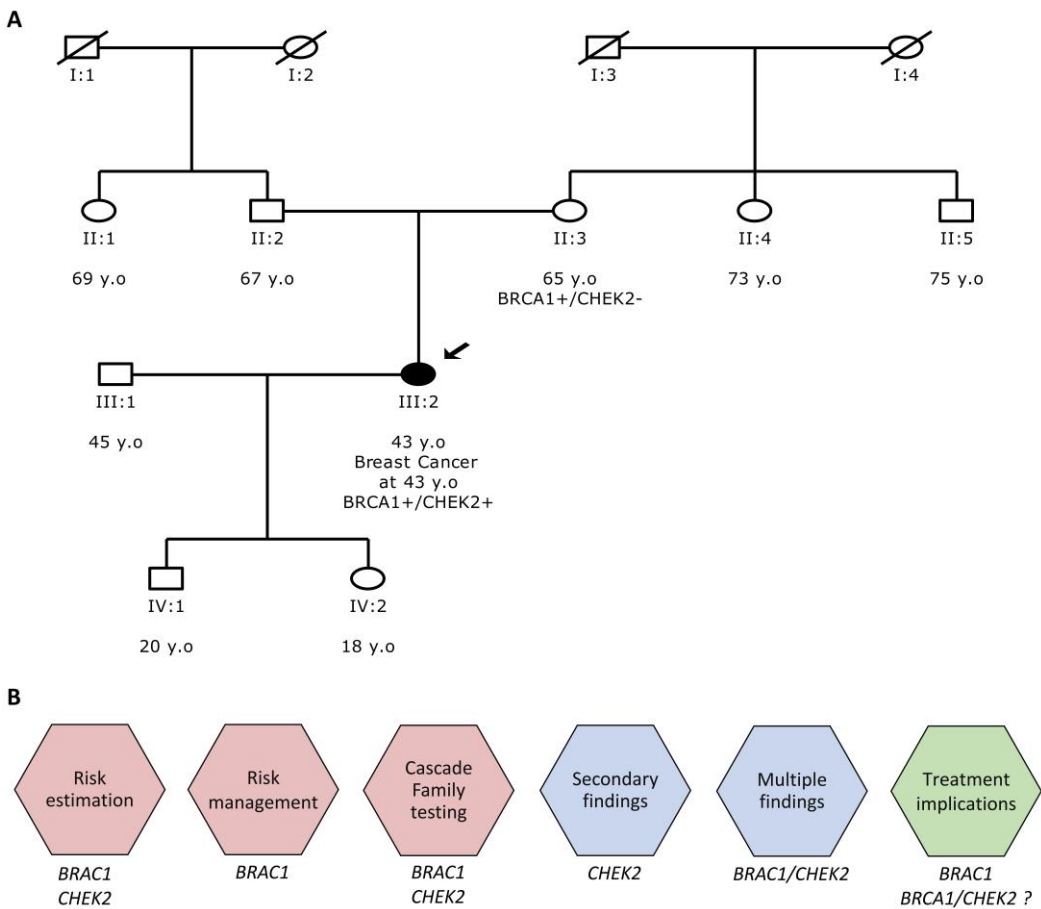 A
I:1
I:2
I:3
I:4
II:1
II:2
II:3
II:4
II:5
69 y.o
67 y.o
65 y.o
BRCA1+/CHEK2-
73 y.o
75 y.o
III:1
III:2
45 y.o
43 y.o
Breast Cancer
at 43 y.o
BRCA1+/CHEK2+
IV:1
IV:2
20 y.o
18 y.o
B
Risk
estimation
Risk
management
Cascade
Family
testing
Secondary
findings
Multiple
findings
Treatment
implications
BRAC1
CHEK2
BRAC1
BRAC1
CHEK2
CHEK2
BRAC1/CHEK2
BRAC1
BRCA1/CHEK2 ?